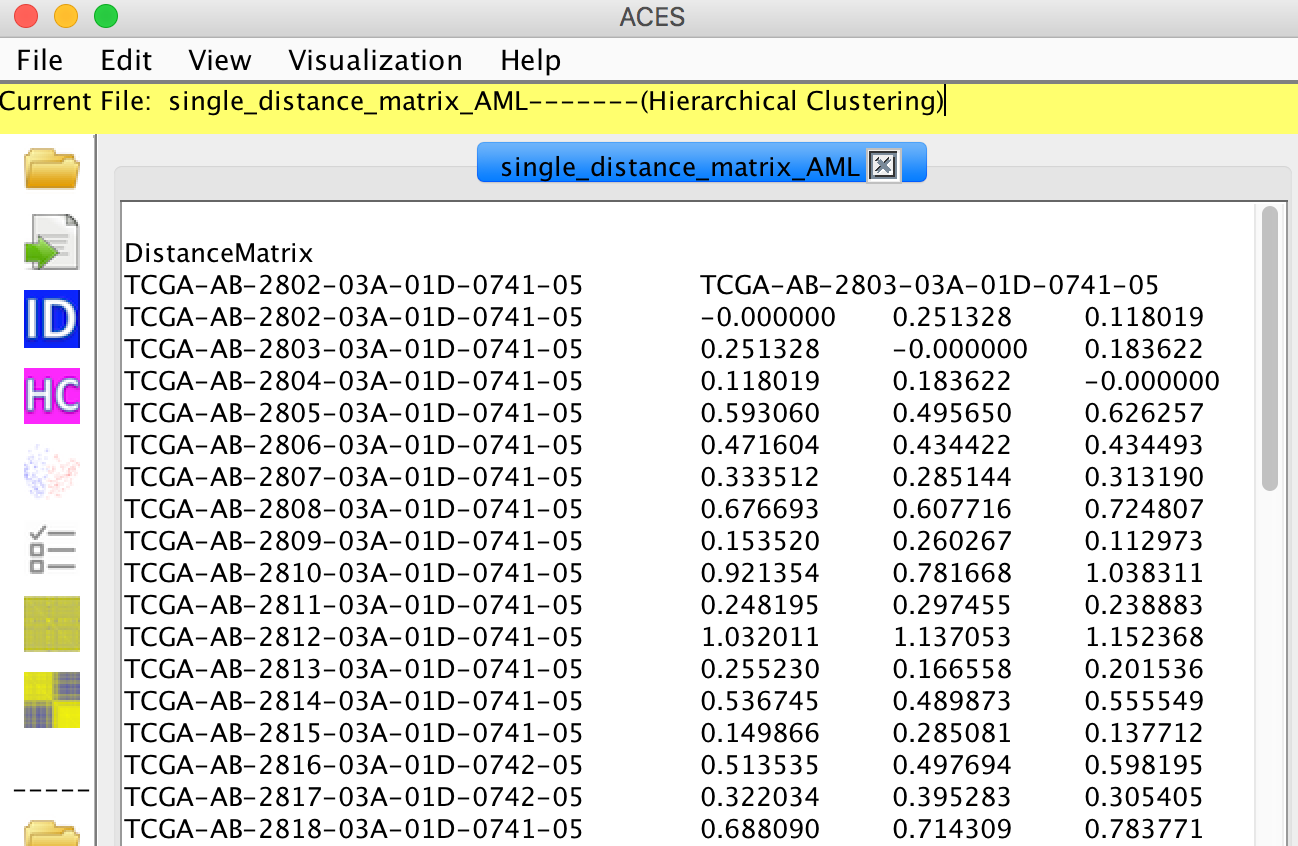 ACES
File Edit View Visualization Help
Current File: single_distance_matrix_AML-------(Hierarchical Clustering)
single_distance_matrix_AML
ID
HC
DistanceMatrix
TCGA-AB-2802-03A-01D-0741-05 TCGA-AB-2803-03A-01D-0741-05
TCGA-AB-2802-03A-01D-0741-05 -0.000000 0.251328 0.118019
TCGA-AB-2803-03A-01D-0741-05 0.251328 -0.000000 0.183622
TCGA-AB-2804-03A-01D-0741-05 0.118019 0.183622 -0.000000
TCGA-AB-2805-03A-01D-0741-05 0.593060 0.495650 0.626257
TCGA-AB-2806-03A-01D-0741-05 0.471604 0.434422 0.434493
TCGA-AB-2807-03A-01D-0741-05 0.333512 0.285144 0.313190
TCGA-AB-2808-03A-01D-0741-05 0.676693 0.607716 0.724807
TCGA-AB-2809-03A-01D-0741-05 0.153520 0.260267 0.112973
TCGA-AB-2810-03A-01D-0741-05 0.921354 0.781668 1.038311
TCGA-AB-2811-03A-01D-0741-05 0.248195 0.297455 0.238883
TCGA-AB-2812-03A-01D-0741-05 1.032011 1.137053 1.152368
TCGA-AB-2813-03A-01D-0741-05 0.255230 0.166558 0.201536
TCGA-AB-2814-03A-01D-0741-05 0.536745 0.489873 0.555549
TCGA-AB-2815-03A-01D-0741-05 0.149866 0.285081 0.137712
TCGA-AB-2816-03A-01D-0742-05 0.513535 0.497694 0.598195
TCGA-AB-2817-03A-01D-0742-05 0.322034 0.395283 0.305405
TCGA-AB-2818-03A-01D-0741-05 0.688090 0.714309 0.783771